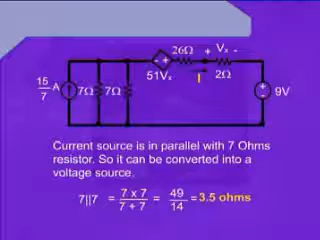 26Ω + Vₓ -
- +
15/7 A 7Ω 7Ω 51Vₓ I 2Ω + - 9V
Current source is in parallel with 7 Ohms
resistor. So it can be converted into a
voltage source.
7||7 = 7 x 7 / 7 + 7 = 49 / 14 = 3.5 ohms